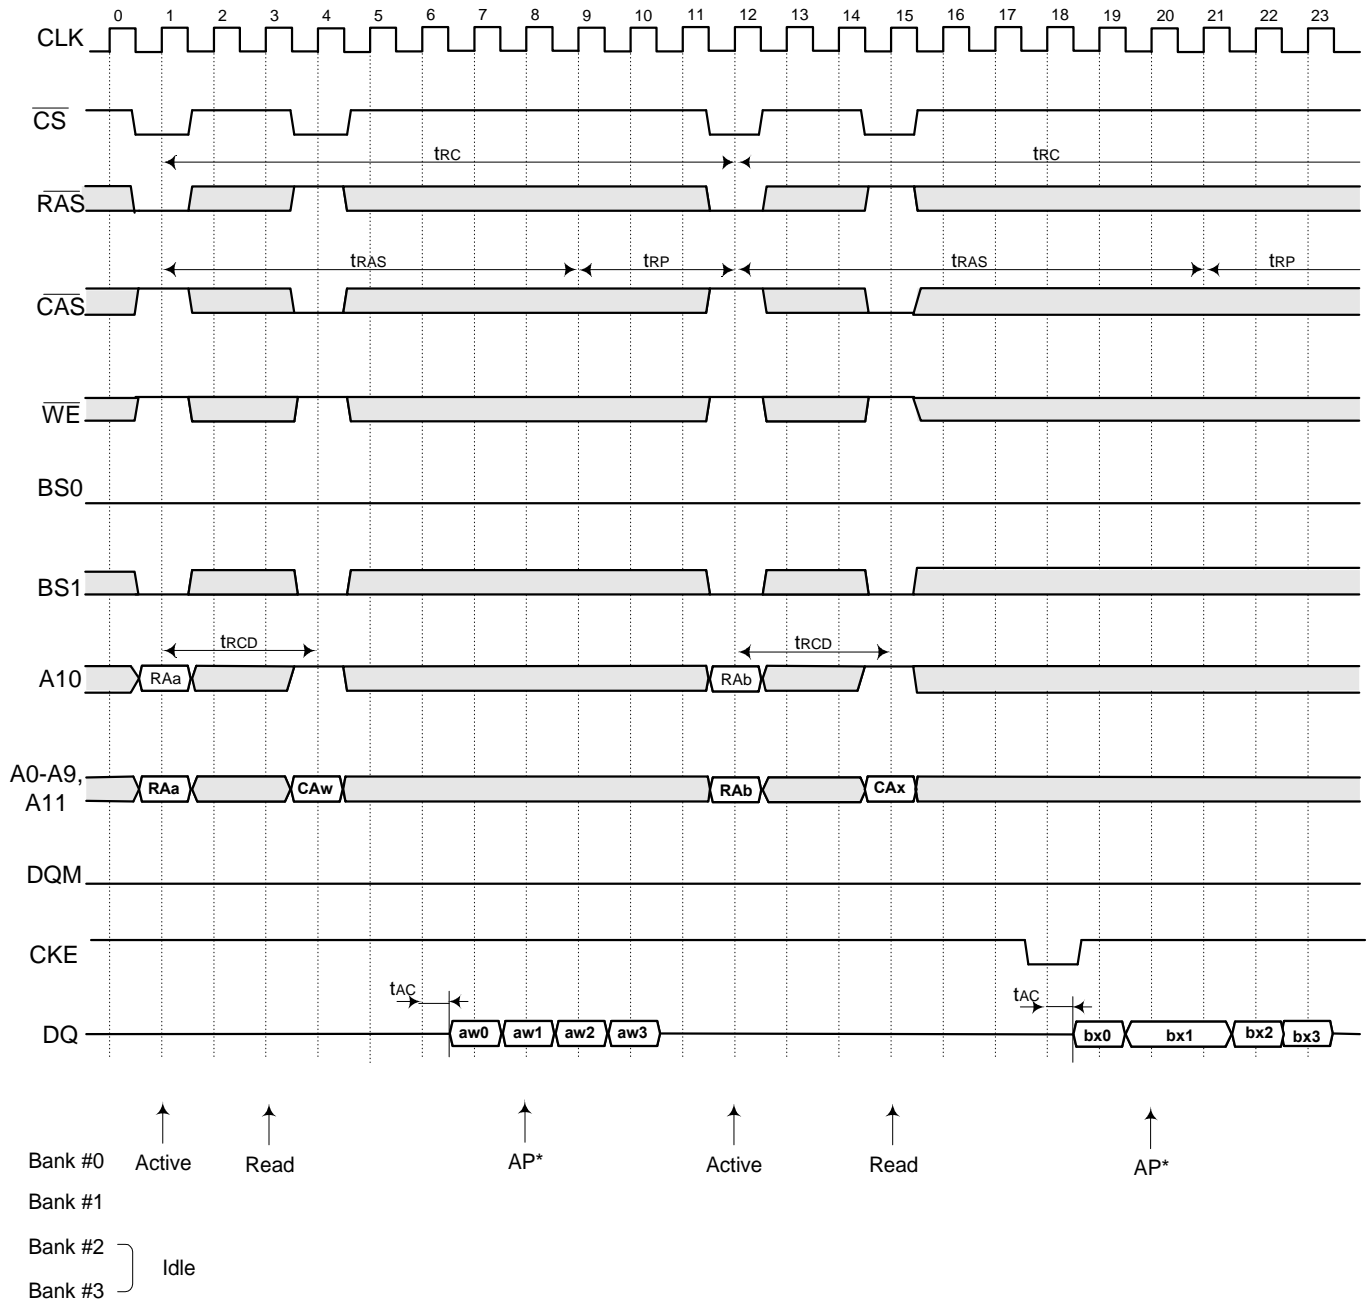 0 1 2 3 4 5 6 7 8 9 10 11 12 13 14 15 16 17 18 19 20 21 22 23
CLK
CS
tRC tRC
RAS
tRAS tRP tRAS tRP
CAS
WE
BS0
BS1
tRCD tRCD
A10 RAa RAb
A0-A9,
A11 RAa CAw RAb CAx
DQM
CKE
tAC tAC
DQ aw0 aw1 aw2 aw3 bx0 bx1 bx2 bx3
Bank #0 Active Read AP* Active Read AP*
Bank #1
Bank #2
Idle
Bank #3